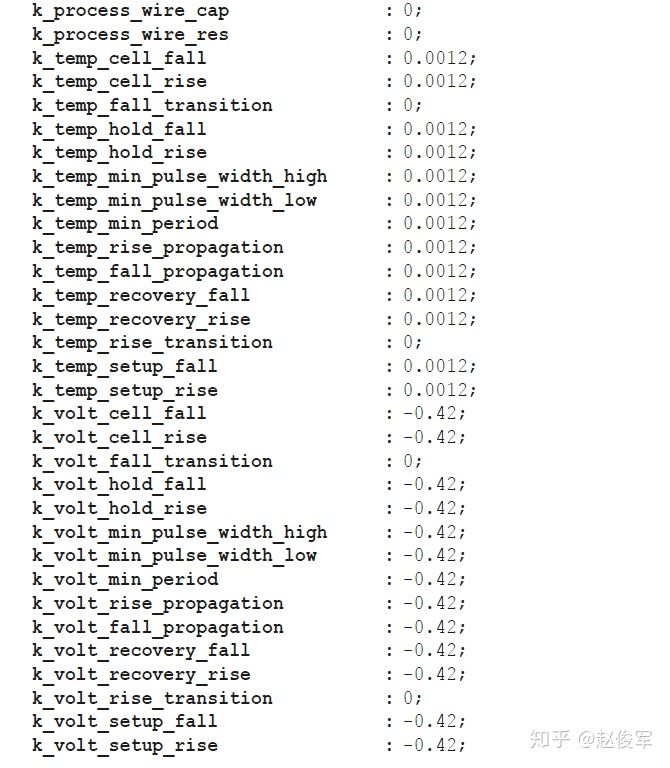 k_process_wire_cap : 0;
k_process_wire_res : 0;
k_temp_cell_fall : 0.0012;
k_temp_cell_rise : 0.0012;
k_temp_fall_transition : 0;
k_temp_hold_fall : 0.0012;
k_temp_hold_rise : 0.0012;
k_temp_min_pulse_width_high : 0.0012;
k_temp_min_pulse_width_low : 0.0012;
k_temp_min_period : 0.0012;
k_temp_rise_propagation : 0.0012;
k_temp_fall_propagation : 0.0012;
k_temp_recovery_fall : 0.0012;
k_temp_recovery_rise : 0.0012;
k_temp_rise_transition : 0;
k_temp_setup_fall : 0.0012;
k_temp_setup_rise : 0.0012;
k_volt_cell_fall : -0.42;
k_volt_cell_rise : -0.42;
k_volt_fall_transition : 0;
k_volt_hold_fall : -0.42;
k_volt_hold_rise : -0.42;
k_volt_min_pulse_width_high : -0.42;
k_volt_min_pulse_width_low : -0.42;
k_volt_min_period : -0.42;
k_volt_rise_propagation : -0.42;
k_volt_fall_propagation : -0.42;
k_volt_recovery_fall : -0.42;
k_volt_recovery_rise : -0.42;
k_volt_rise_transition : 0;
k_volt_setup_fall : -0.42;
k_volt_setup_rise : -0.42;
知乎 @赵俊军